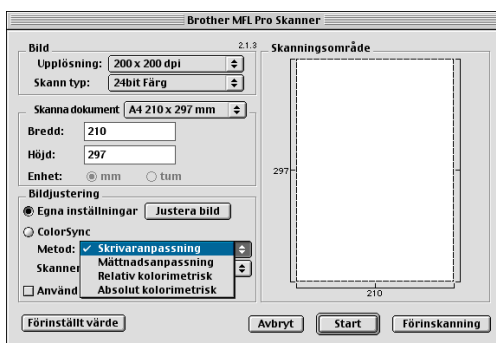 Brother MFL Pro Skanner
Bild
2.1.3
Upplösning: 200 x 200 dpi
Skann typ: 24bit Färg
Skanna dokument A4 210 x 297 mm
Bredd: 210
Höjd: 297
Enhet: mm tum
Bildjustering
Egna inställningar Justera bild
ColorSync
Metod: ✓ Skrivaranpassning
Mättnadsanpassning
Skanner Relativ kolorimetrisk
Använd Absolut kolorimetrisk
Skanningsområde
297
210
Förinställt värde
Avbryt
Start
Förinskanning